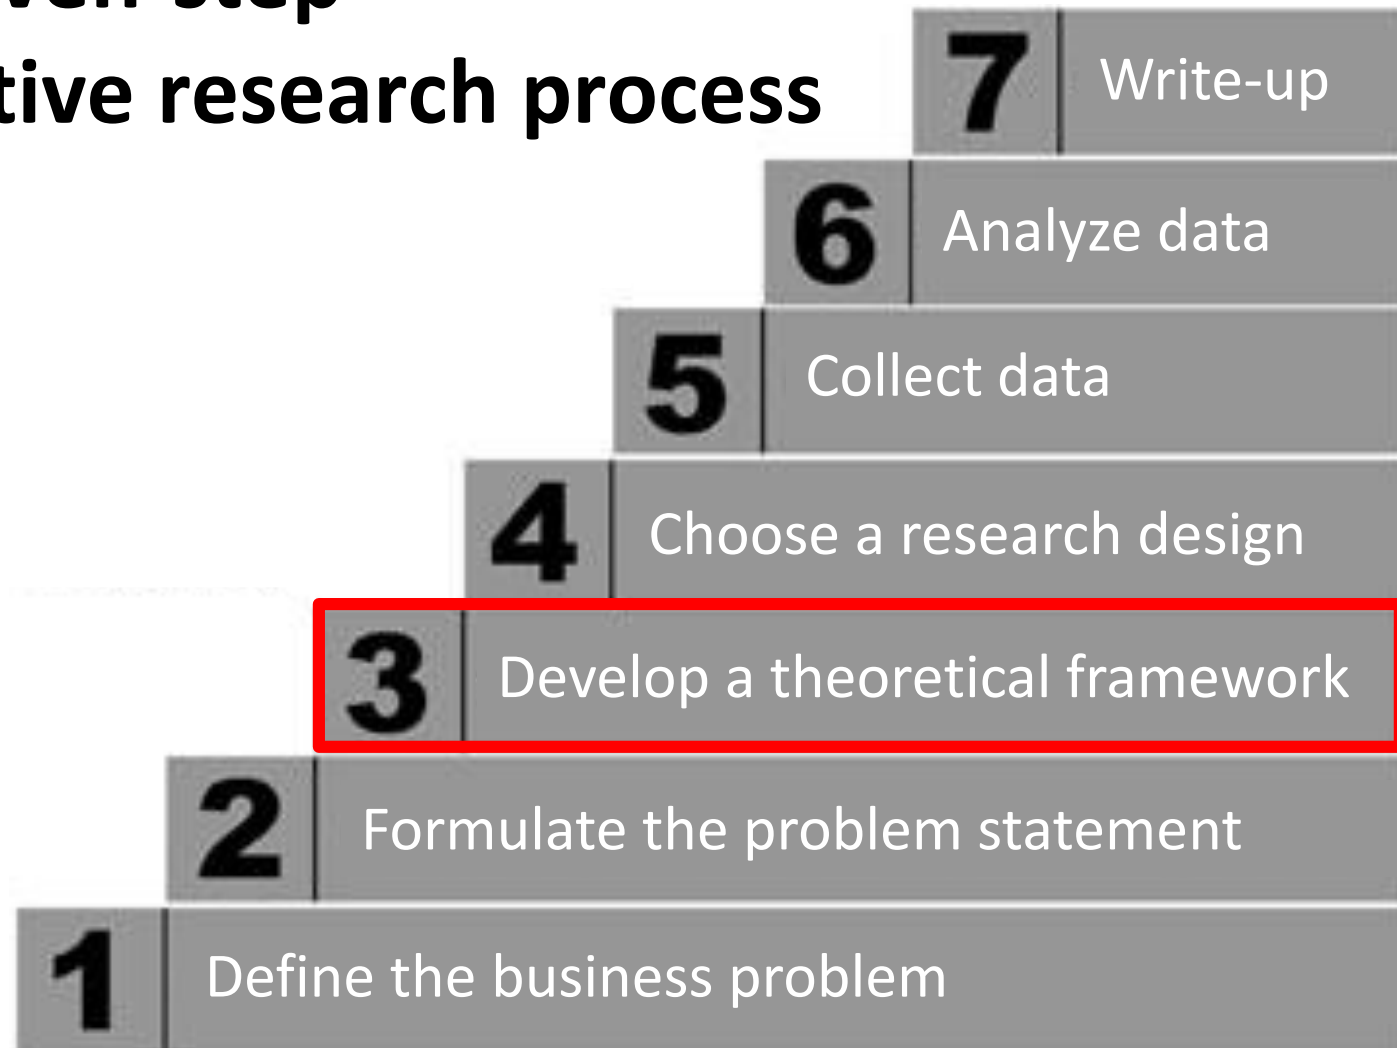 tive research process
7 Write-up
6 Analyze data
5 Collect data
4 Choose a research design
3 Develop a theoretical framework
2 Formulate the problem statement
1 Define the business problem